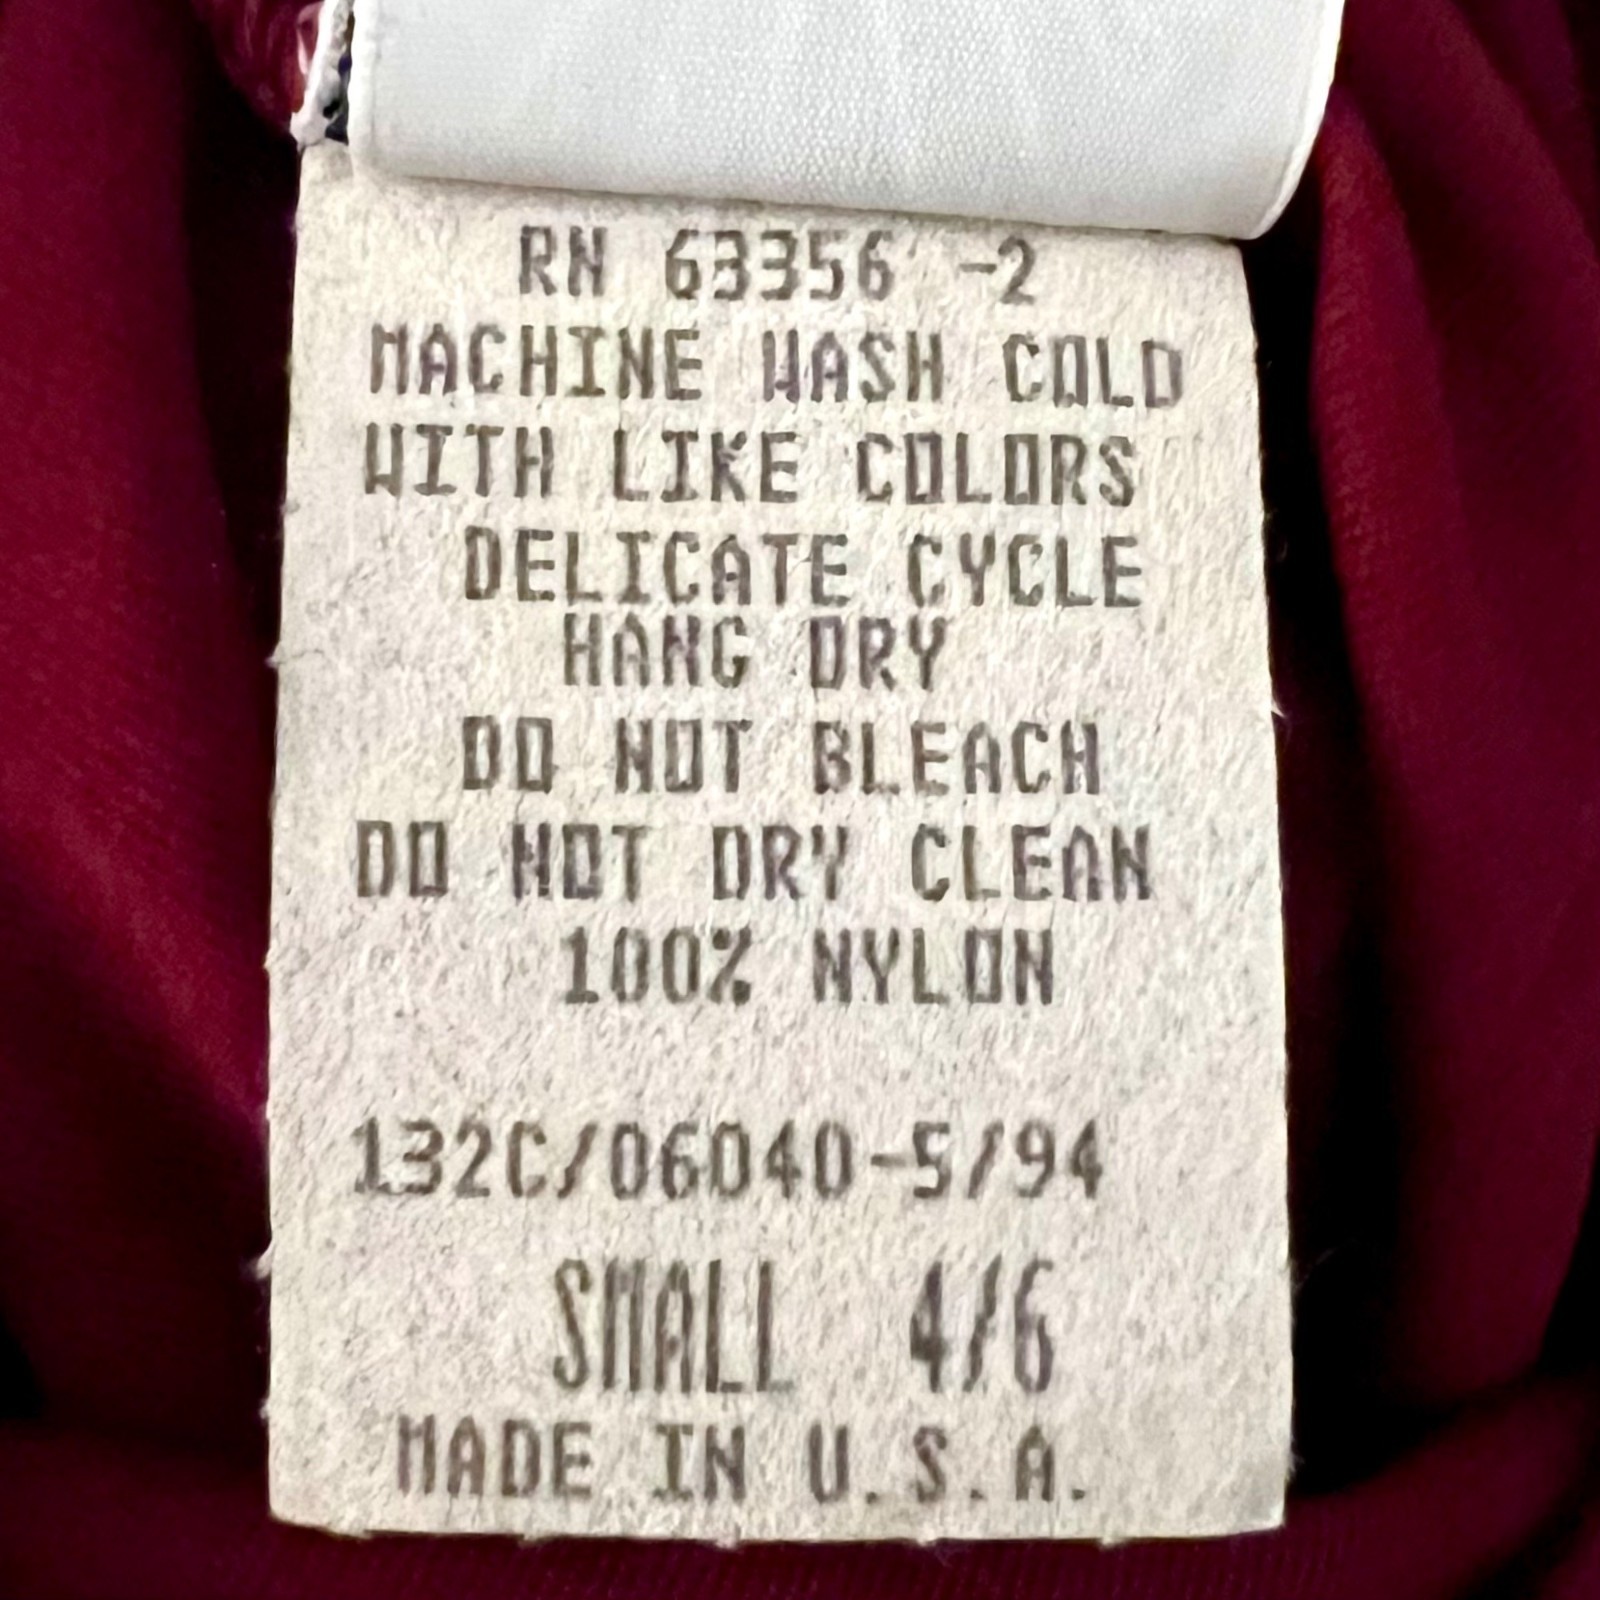 RN 63356 -2
MACHINE WASH COLD
WITH LIKE COLORS
DELICATE CYCLE
HANG DRY
DO NOT BLEACH
DO NOT DRY CLEAN
100% NYLON
132C/06040-5/94
SMALL 4/6
MADE IN U.S.A.